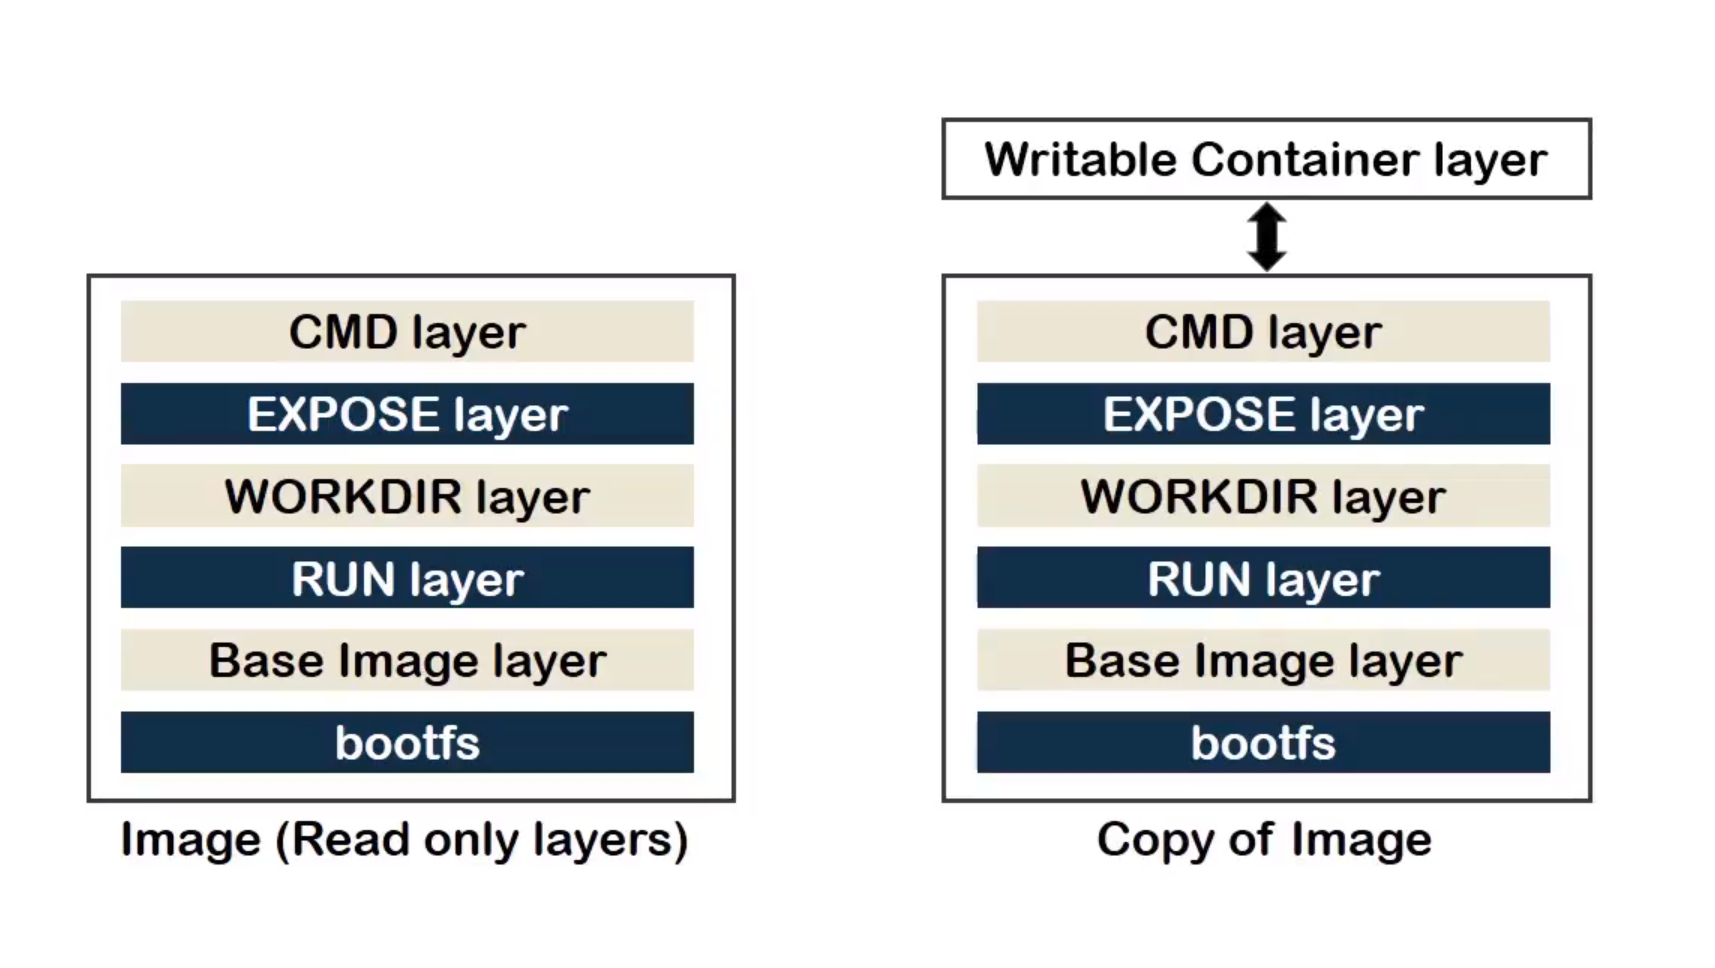 CMD layer
EXPOSE layer
WORKDIR layer
RUN layer
Base Image layer
bootfs
Image (Read only layers)
Writable Container layer
CMD layer
EXPOSE layer
WORKDIR layer
RUN layer
Base Image layer
bootfs
Copy of Image